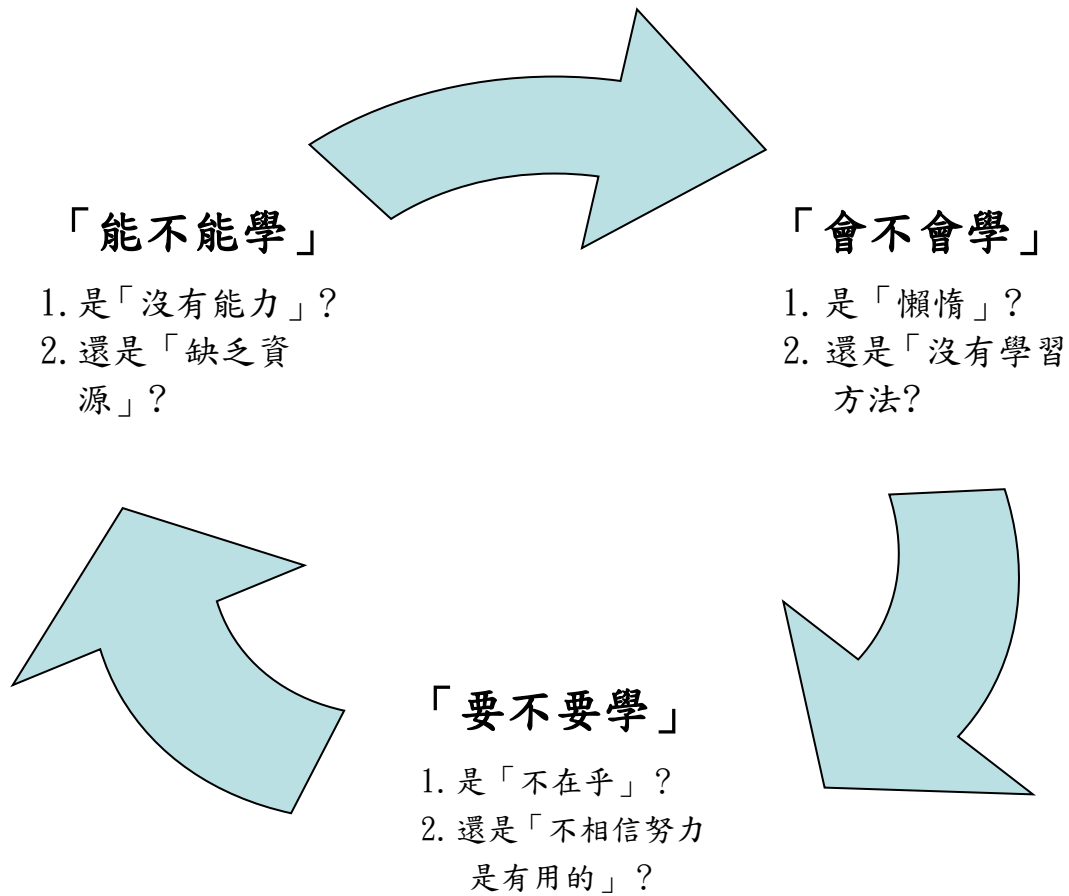 「能不能學」
1. 是「沒有能力」?
2. 還是「缺乏資
源」?
「會不會學」
1. 是「懶惰」?
2. 還是「沒有學習
方法?
「要不要學」
1. 是「不在乎」?
2. 還是「不相信努力
是有用的」?